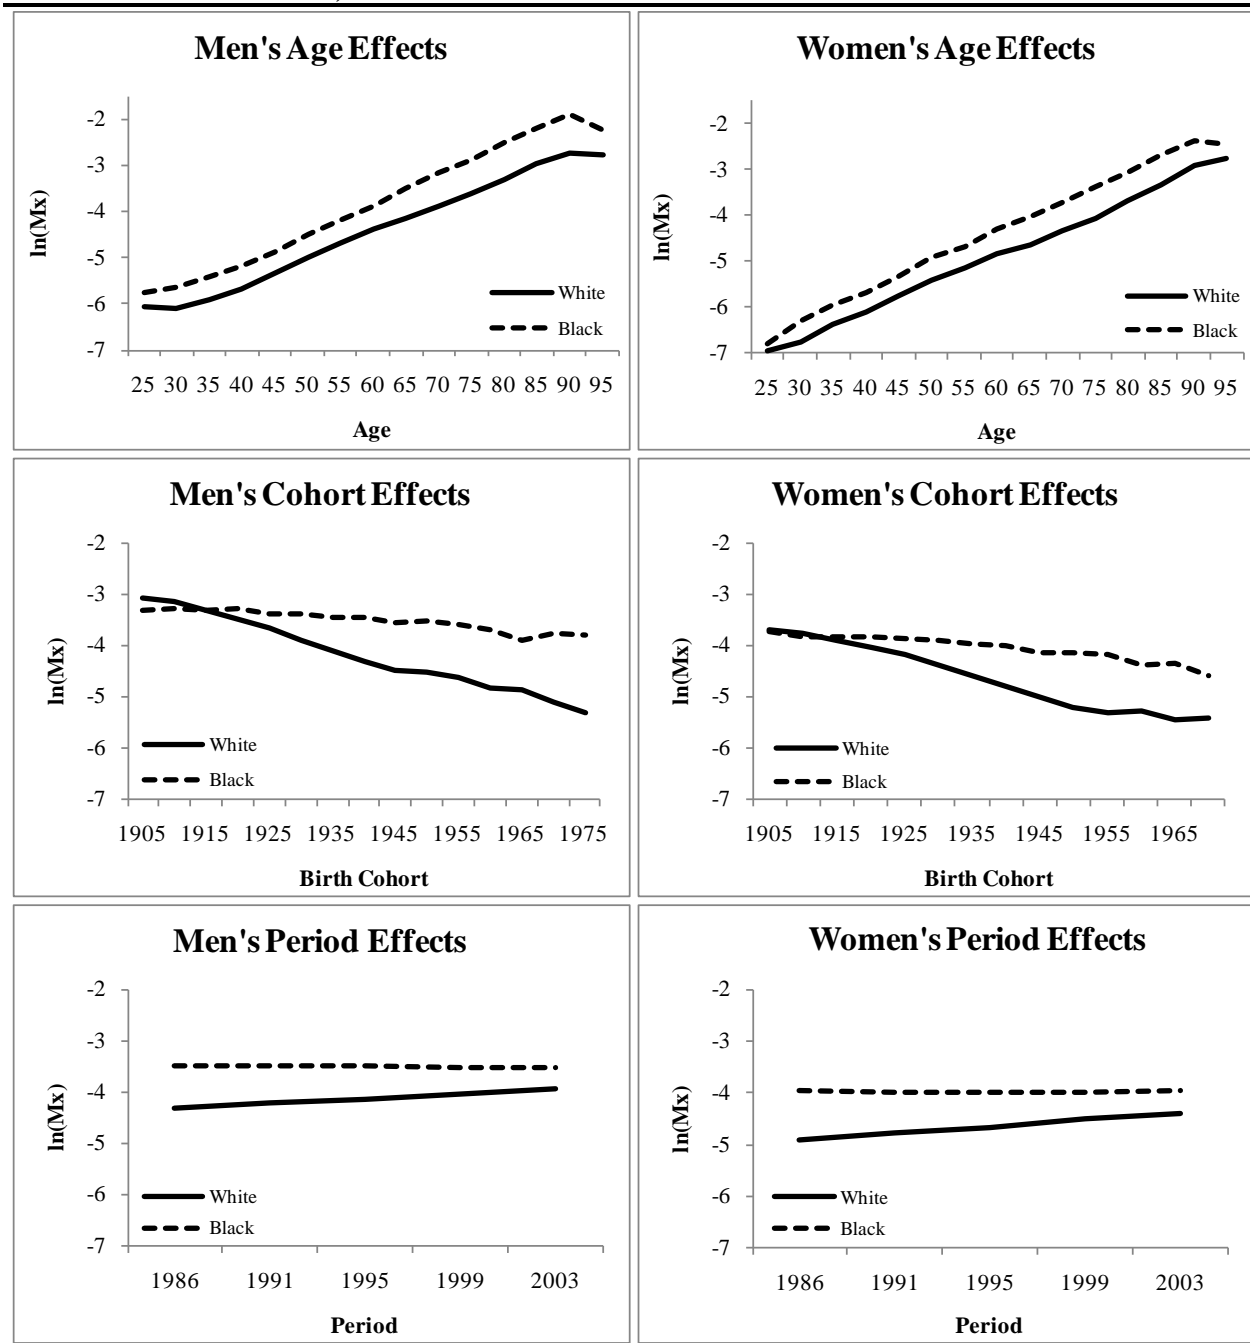 Men's Age Effects
-2
-3
-4
-5
-6
-7
ln(Mx)
White
Black
25 30 35 40 45 50 55 60 65 70 75 80 85 90 95
Age
Women's Age Effects
-2
-3
-4
-5
-6
-7
ln(Mx)
White
Black
25 30 35 40 45 50 55 60 65 70 75 80 85 90 95
Age
Men's Cohort Effects
-2
-3
-4
-5
-6
-7
ln(Mx)
White
Black
1905 1915 1925 1935 1945 1955 1965 1975
Birth Cohort
Women's Cohort Effects
-2
-3
-4
-5
-6
-7
ln(Mx)
White
Black
1905 1915 1925 1935 1945 1955 1965
Birth Cohort
Men's Period Effects
-2
-3
-4
-5
-6
-7
ln(Mx)
White
Black
1986 1991 1995 1999 2003
Period
Women's Period Effects
-2
-3
-4
-5
-6
-7
ln(Mx)
White
Black
1986 1991 1995 1999 2003
Period